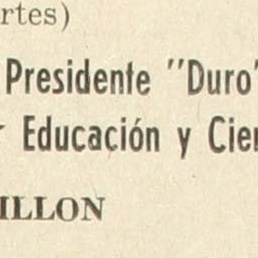 rtes)
Presidente "Duro"
Educación y Cien
ILLON